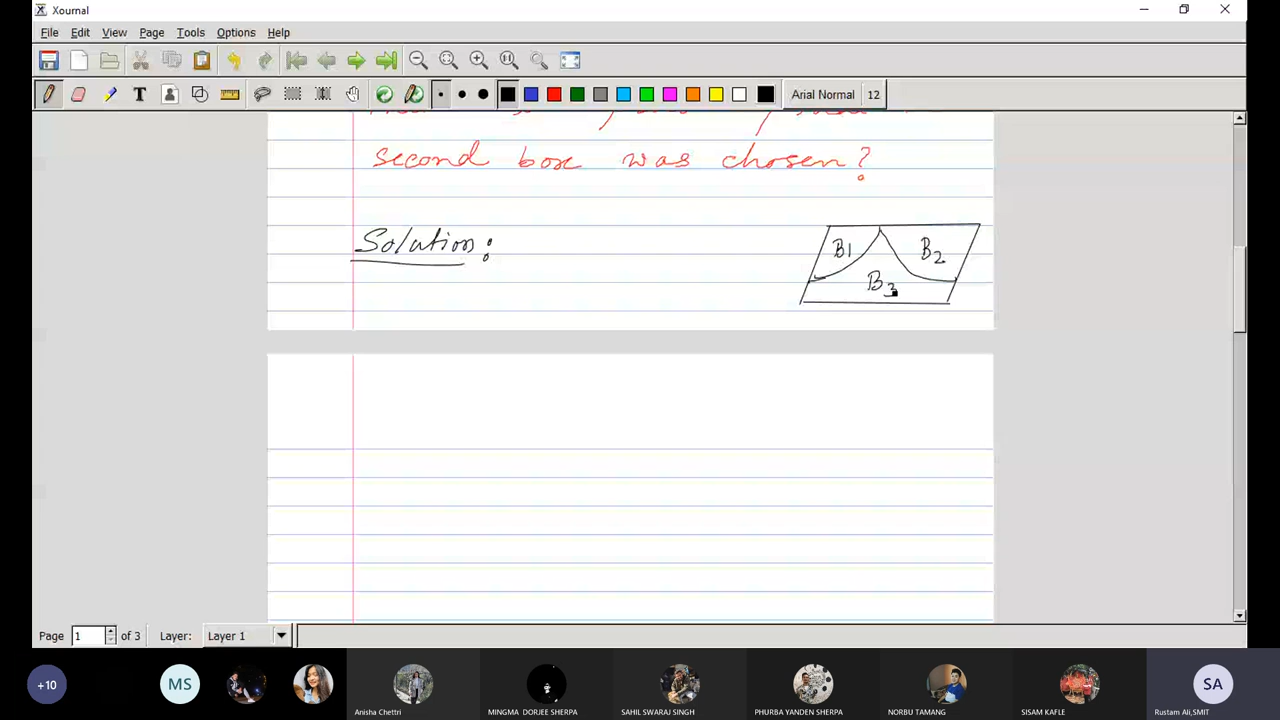 Xournal
File Edit View Page Tools Options Help
Arial Normal 12
second box was chosen?
Solution:
B1 B2
B3
Page 1 of 3 Layer: Layer 1
+10 MS SA
Anisha Chettri MINGMA DORJEE SHERPA SAHIL SWARAJ SINGH PHURBA YANDEN SHERPA NORBU TAMANG SISAM KAFLE Rustam Ali,SMIT